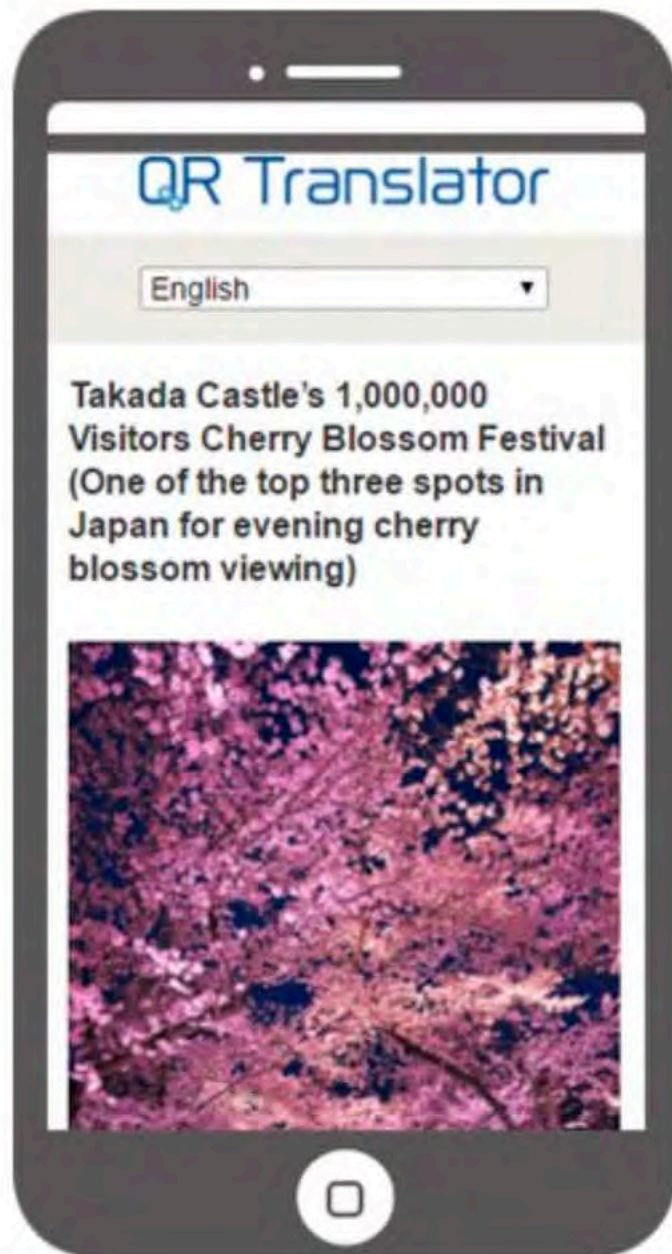 QR Translator
English
Takada Castle's 1,000,000
Visitors Cherry Blossom Festival
(One of the top three spots in
Japan for evening cherry
blossom viewing)